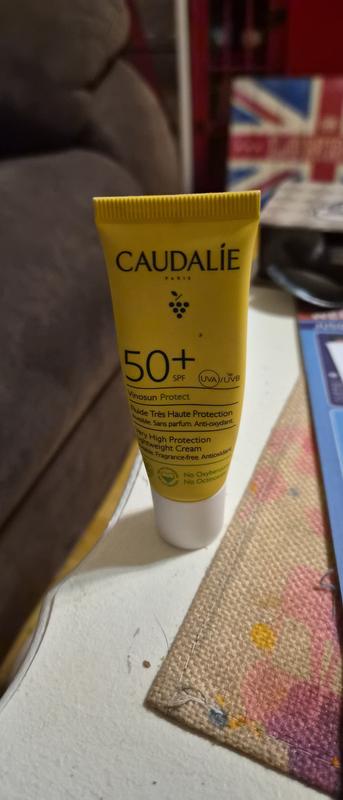 CAUDALÍE
PARIS
50+
SPF
UVA/UVB
Vinosun Protect
Fluide Très Haute Protection
Sans parfum. Anti-oxydant.
Very High Protection
Lightweight Cream
Fragrance-free. Antioxidant
No Oxybenzone
No Octinoxate